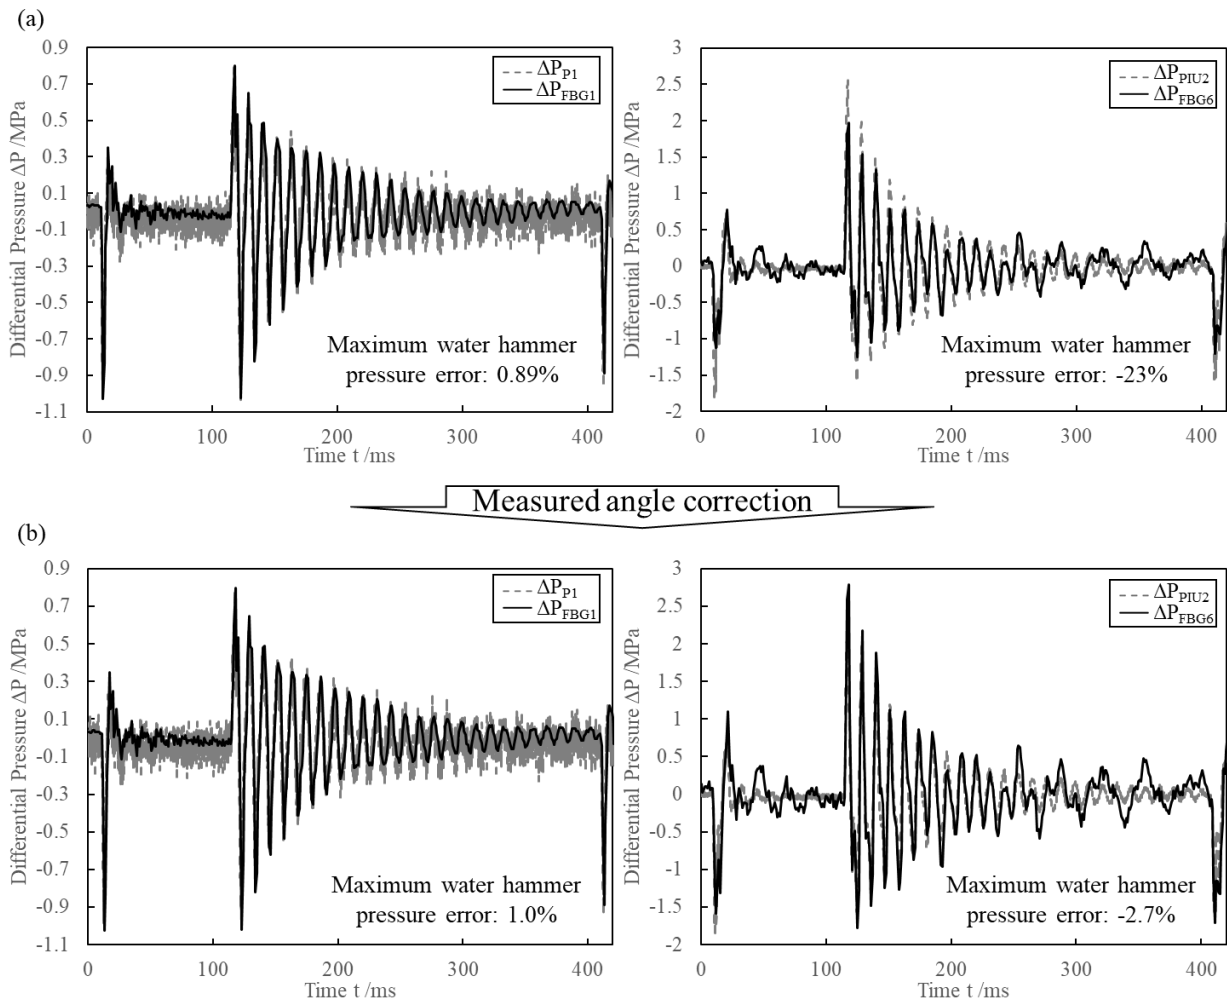 (a)
0.9
0.7
0.5
0.3
0.1
-0.1
-0.3
-0.5
-0.7
-0.9
-1.1
Differential Pressure ΔP /MPa
ΔP_P1
ΔP_FBG1
Maximum water hammer
pressure error: 0.89%
0 100 200 300 400
Time t /ms
3
2.5
2
1.5
1
0.5
0
-0.5
-1
-1.5
-2
Differential Pressure ΔP /MPa
ΔP_PIU2
ΔP_FBG6
Maximum water hammer
pressure error: -23%
0 100 200 300 400
Time t /ms
Measured angle correction
(b)
0.9
0.7
0.5
0.3
0.1
-0.1
-0.3
-0.5
-0.7
-0.9
-1.1
Differential Pressure ΔP /MPa
ΔP_P1
ΔP_FBG1
Maximum water hammer
pressure error: 1.0%
0 100 200 300 400
Time t /ms
3
2.5
2
1.5
1
0.5
0
-0.5
-1
-1.5
-2
Differential Pressure ΔP /MPa
ΔP_PIU2
ΔP_FBG6
Maximum water hammer
pressure error: -2.7%
0 100 200 300 400
Time t /ms